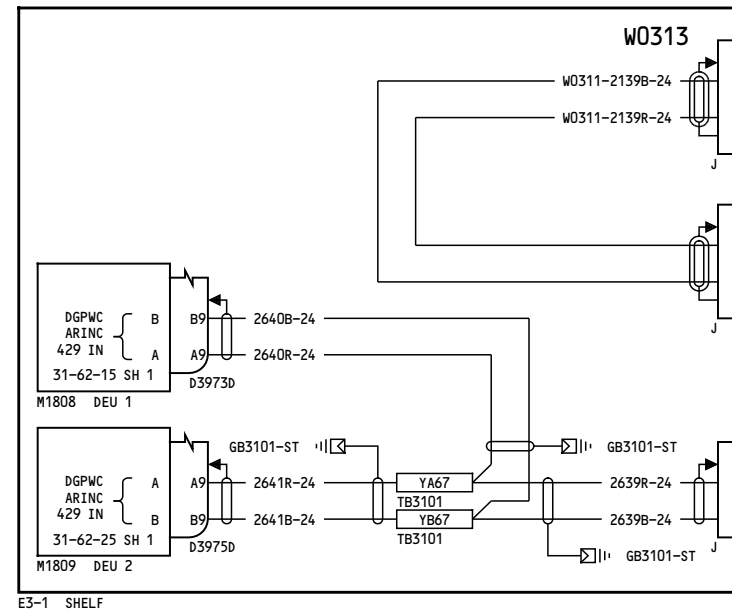 WO313
WO311-2139B-24
WO311-2139R-24
J
J
DGPWC
ARINC
429 IN
B
A
B9
A9
2640B-24
2640R-24
31-62-15 SH 1
D3973D
M1808 DEU 1
GB3101-ST
GB3101-ST
DGPWC
ARINC
429 IN
A
B
A9
B9
2641R-24
YA67
2639R-24
TB3101
2641B-24
YB67
2639B-24
TB3101
31-62-25 SH 1
D3975D
J
GB3101-ST
M1809 DEU 2
E3-1 SHELF